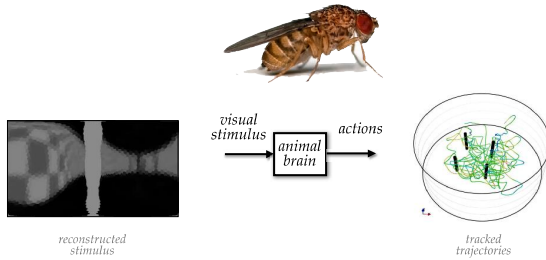 visual
stimulus
actions
animal
brain
reconstructed
stimulus
tracked
trajectories